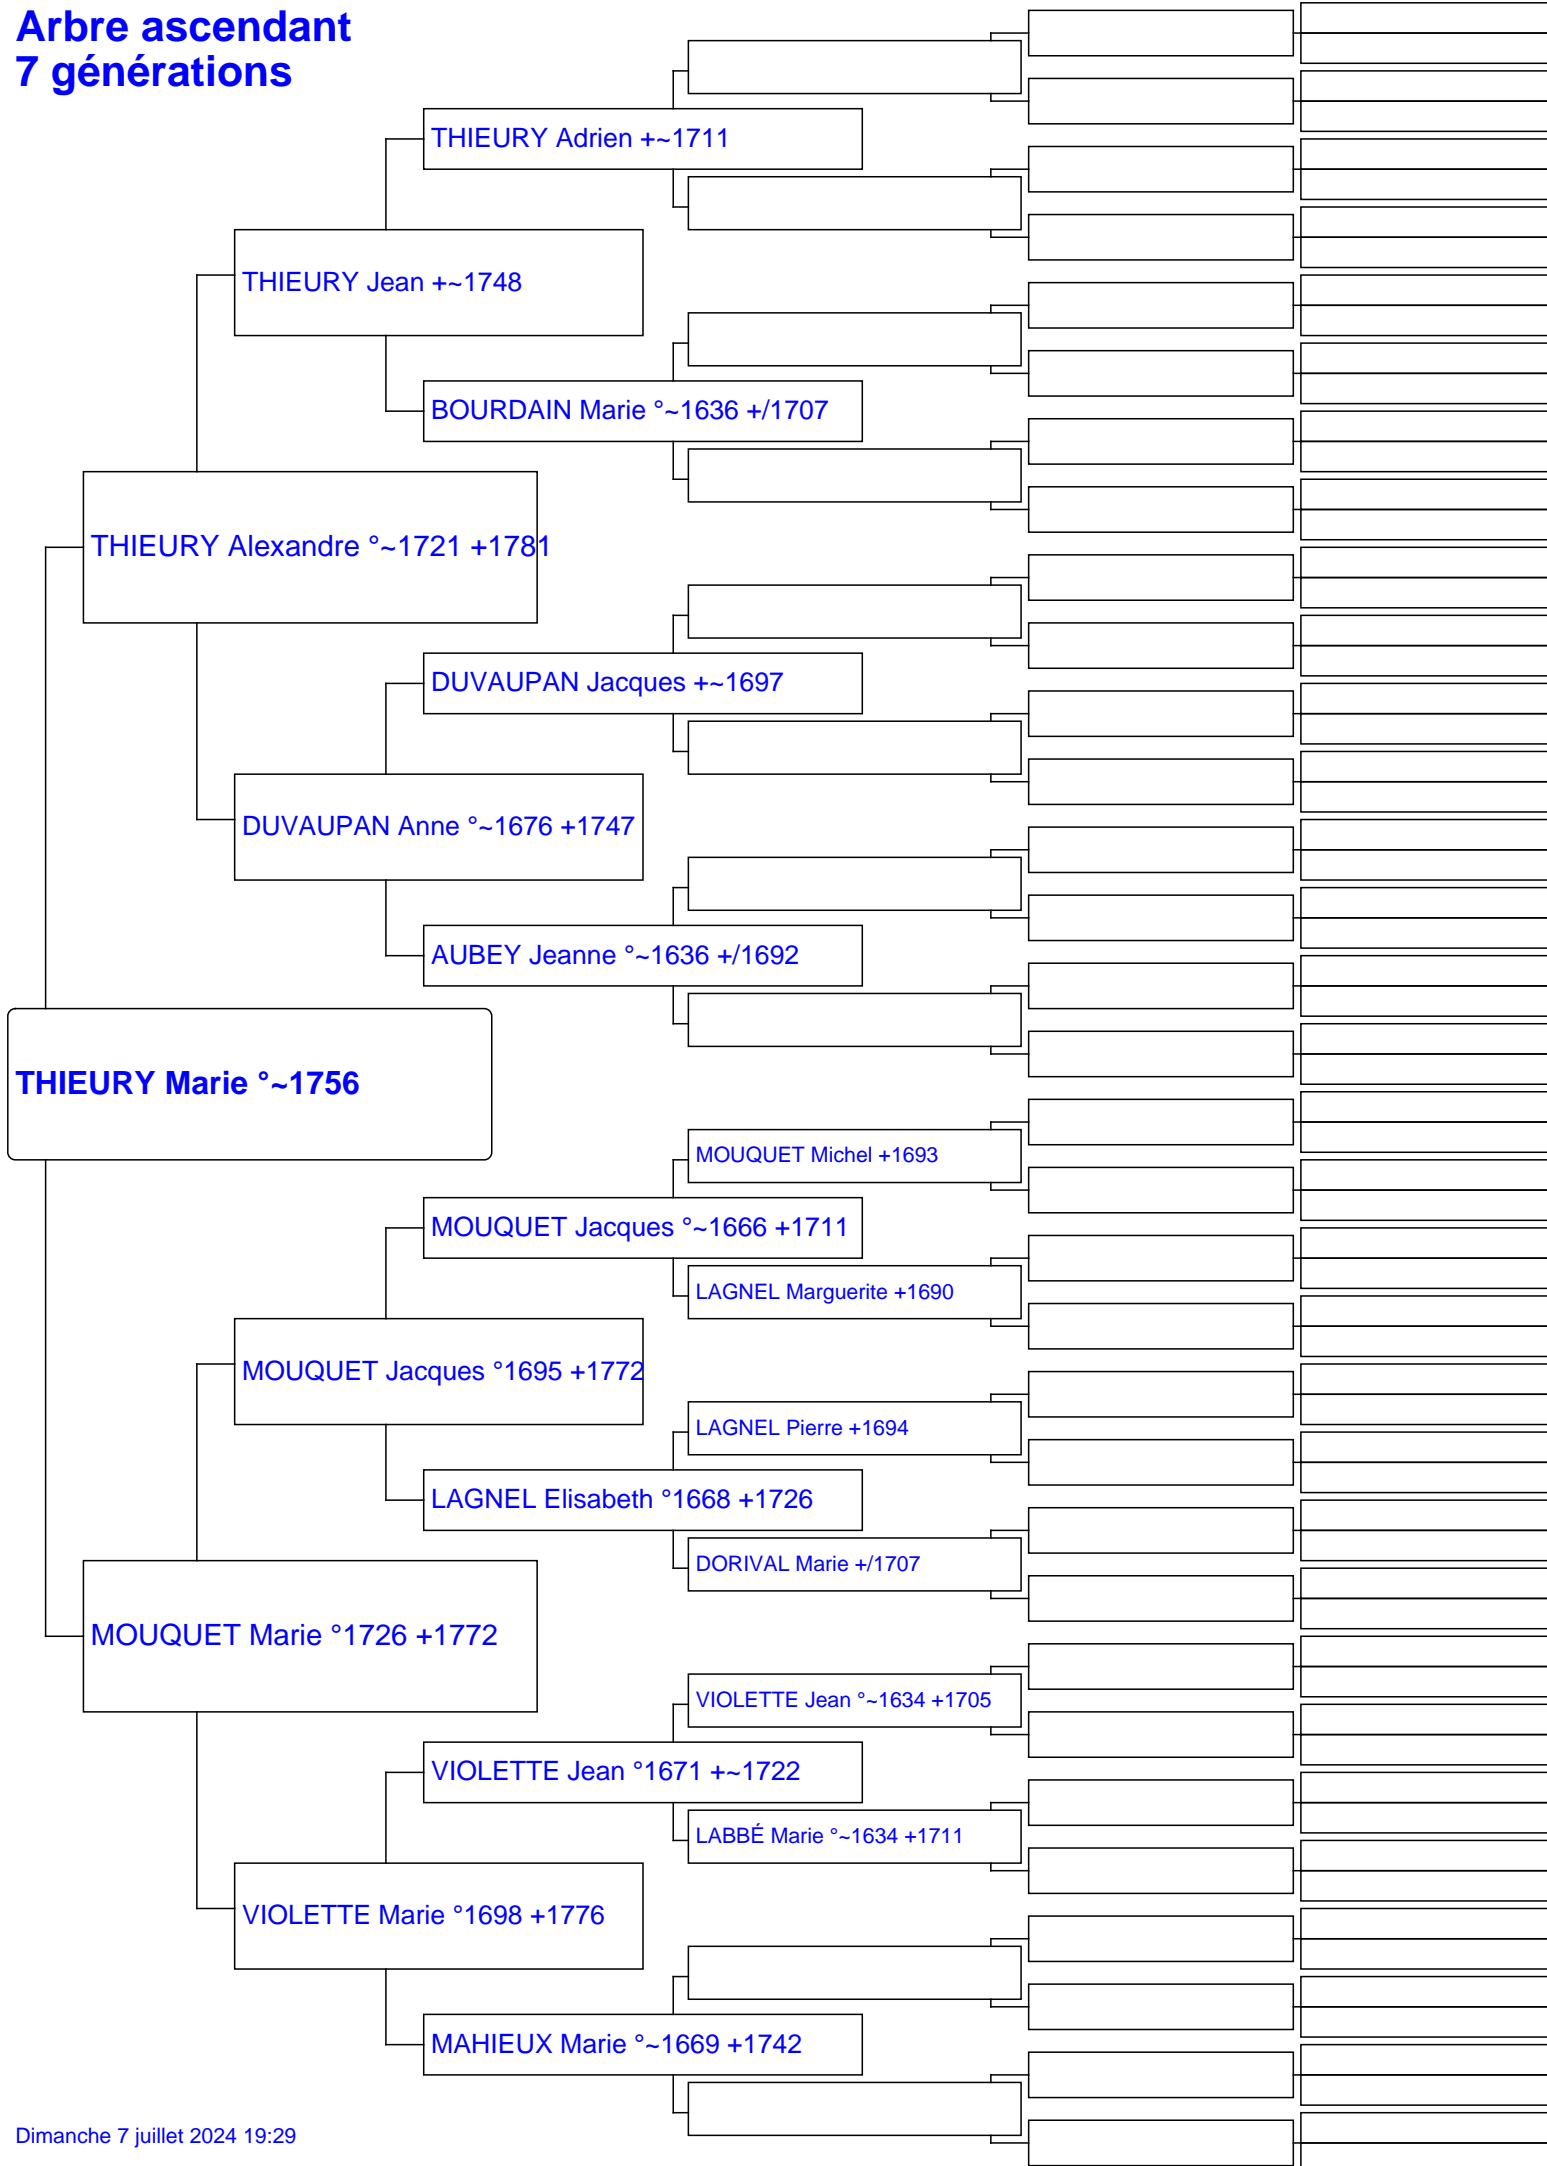 Arbre ascendant
7 générations
THIEURY Adrien +~1711
THIEURY Jean +~1748
BOURDAIN Marie °~1636 +/1707
THIEURY Alexandre °~1721 +1781
DUVAUPAN Jacques +~1697
DUVAUPAN Anne °~1676 +1747
AUBEY Jeanne °~1636 +/1692
THIEURY Marie °~1756
MOUQUET Michel +1693
MOUQUET Jacques °~1666 +1711
LAGNEL Marguerite +1690
MOUQUET Jacques °1695 +1772
LAGNEL Pierre +1694
LAGNEL Elisabeth °1668 +1726
DORIVAL Marie +/1707
MOUQUET Marie °1726 +1772
VIOLETTE Jean °~1634 +1705
VIOLETTE Jean °1671 +~1722
LABBÉ Marie °~1634 +1711
VIOLETTE Marie °1698 +1776
MAHIEUX Marie °~1669 +1742
Dimanche 7 juillet 2024 19:29